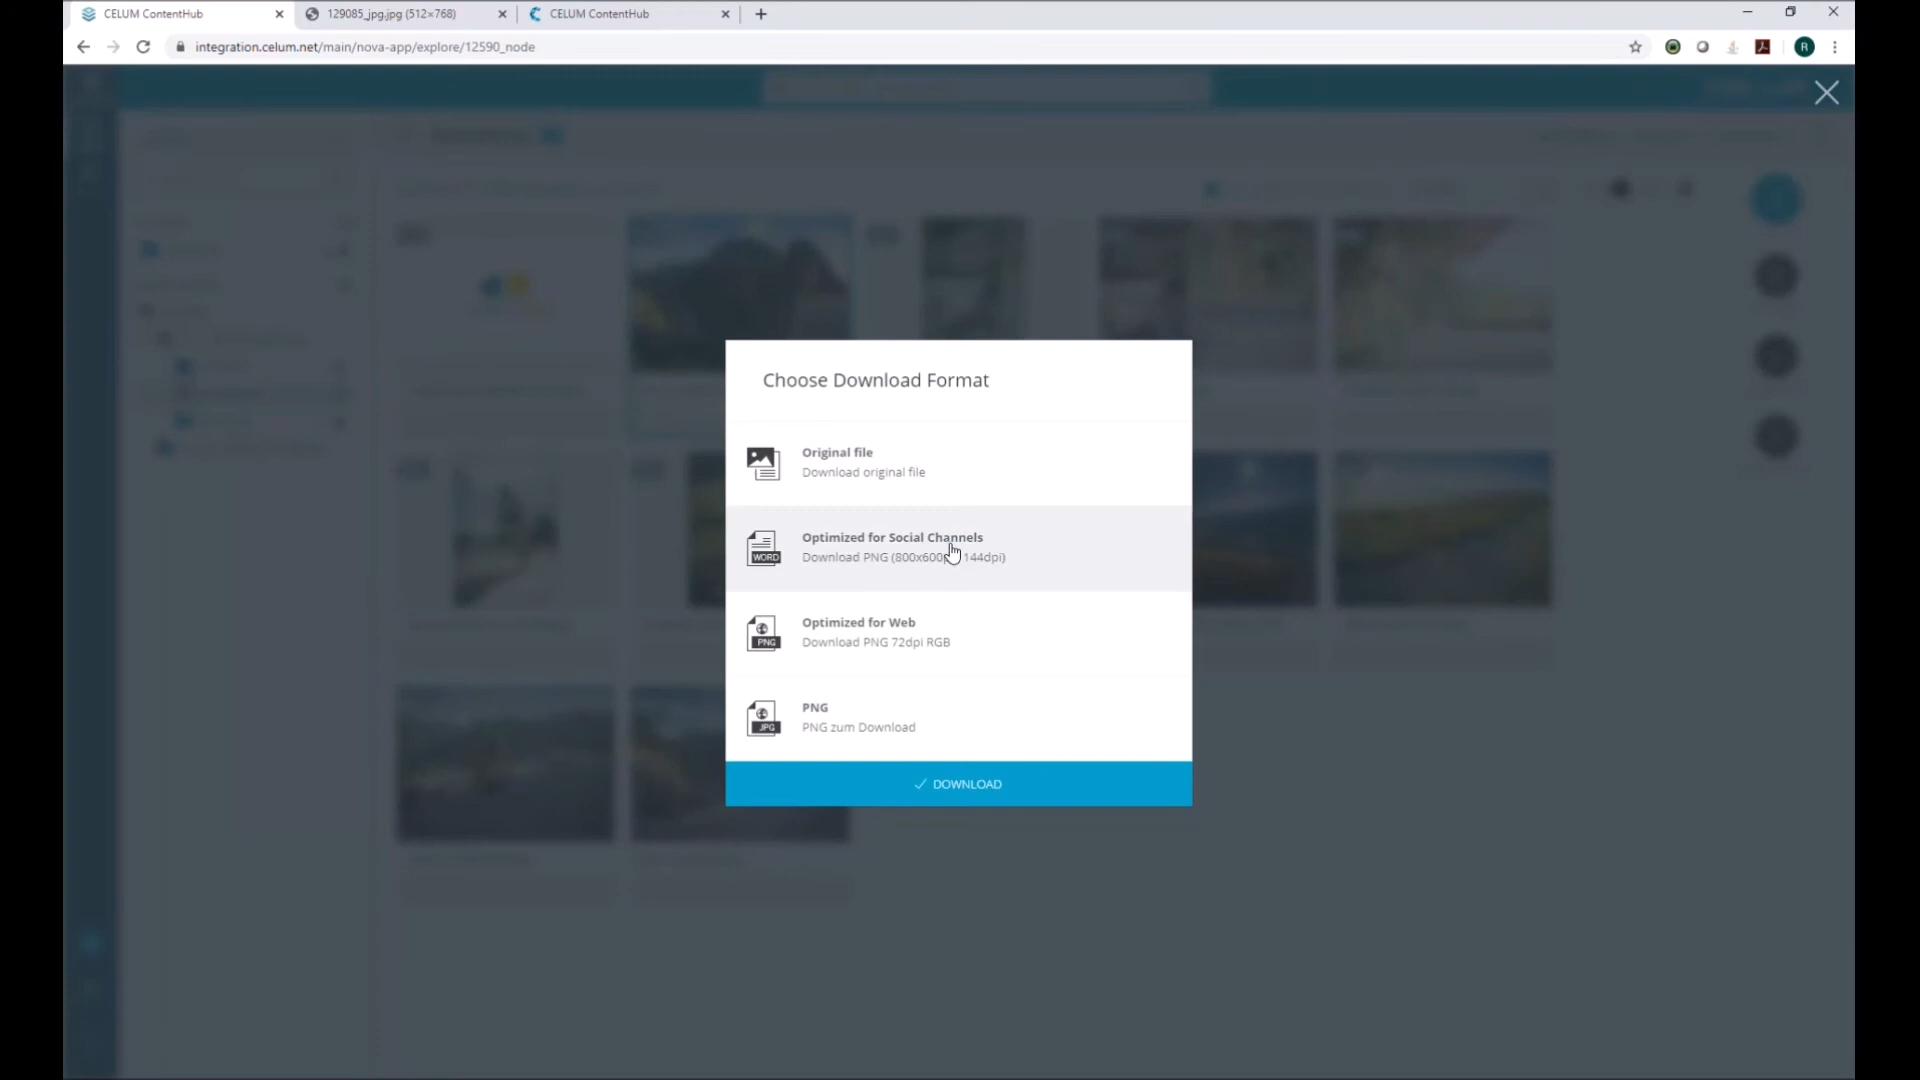 CELUM ContentHub
129085_jpg.jpg (512×768)
CELUM ContentHub
integration.celum.net/main/nova-app/explore/12590_node
R
Choose Download Format
Original file
Download original file
WORD
Optimized for Social Channels
Download PNG (800x600 144dpi)
PNG
Optimized for Web
Download PNG 72dpi RGB
JPG
PNG
PNG zum Download
DOWNLOAD